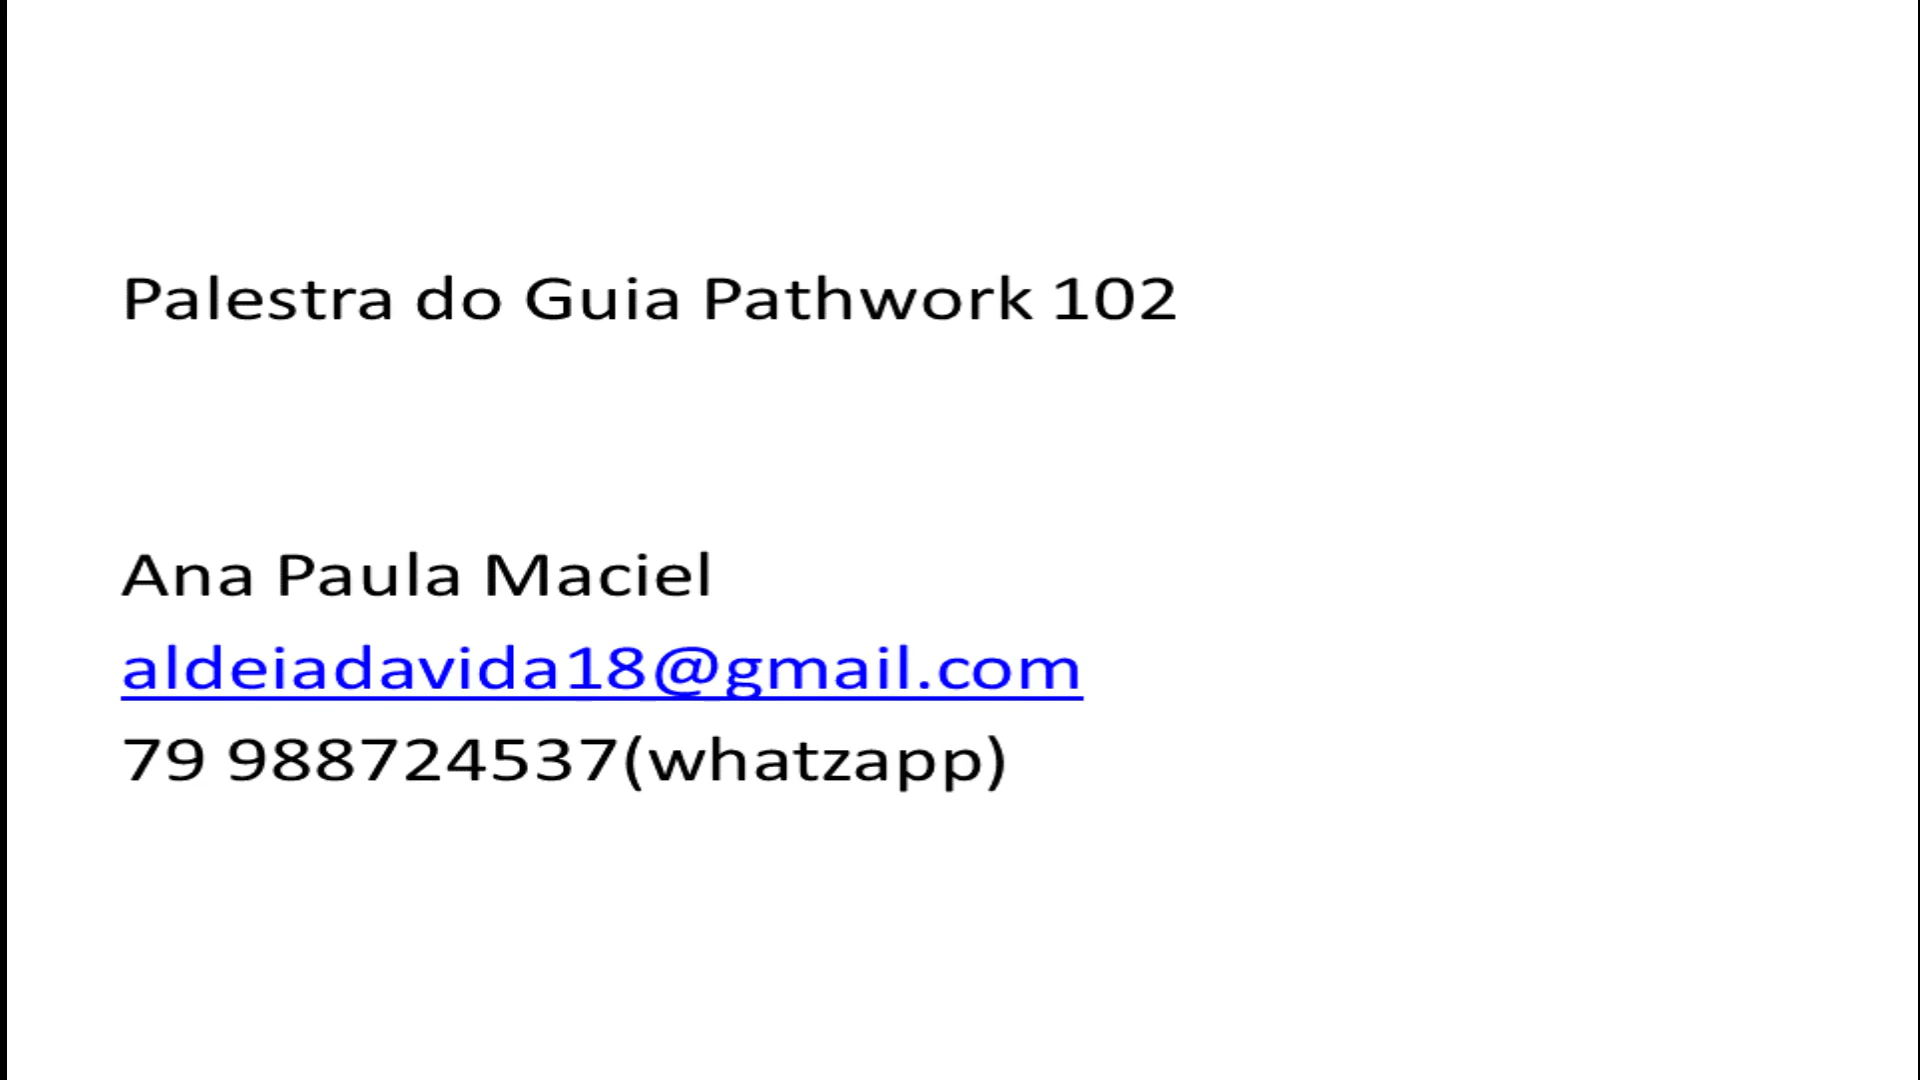 Palestra do Guia Pathwork 102
Ana Paula Maciel
aldeiadavida18@gmail.com
79 988724537(whatzapp)